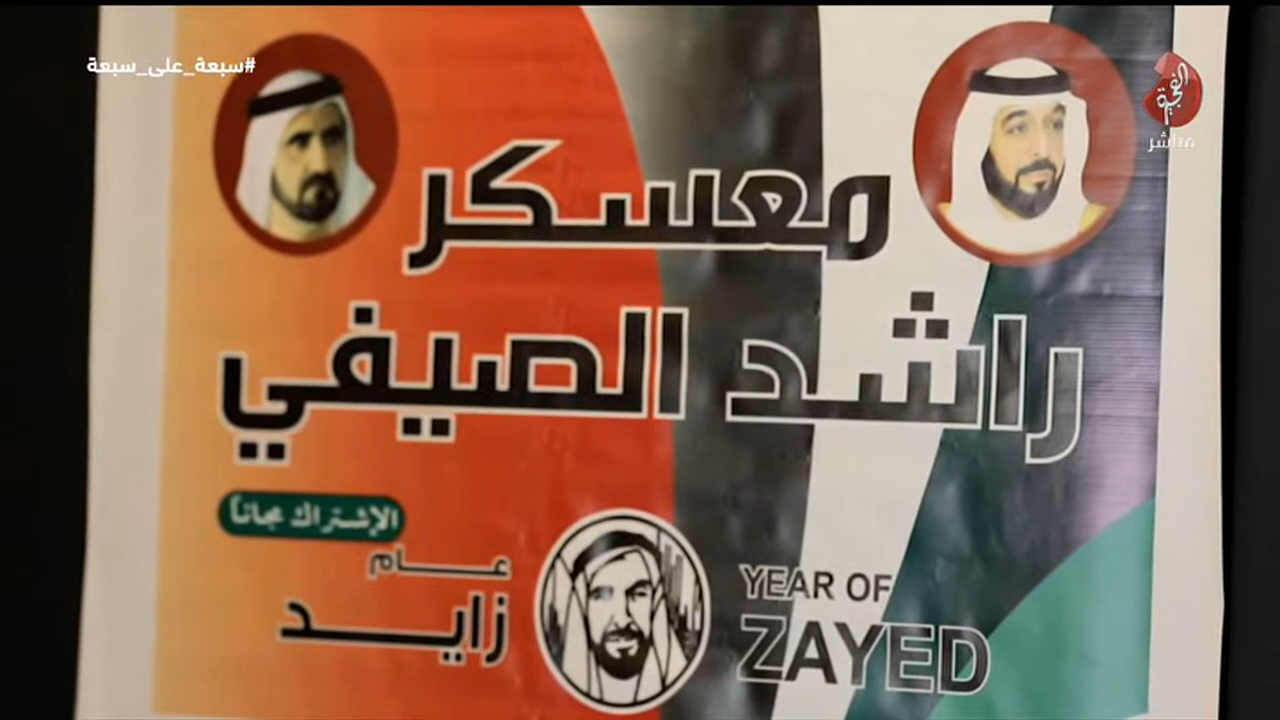 #سبعة_على_سبعة
الفجيرة
مباشر
معسكر
راشد الصيفي
الإشتراك مجاناً
عام
زايد
YEAR OF
ZAYED